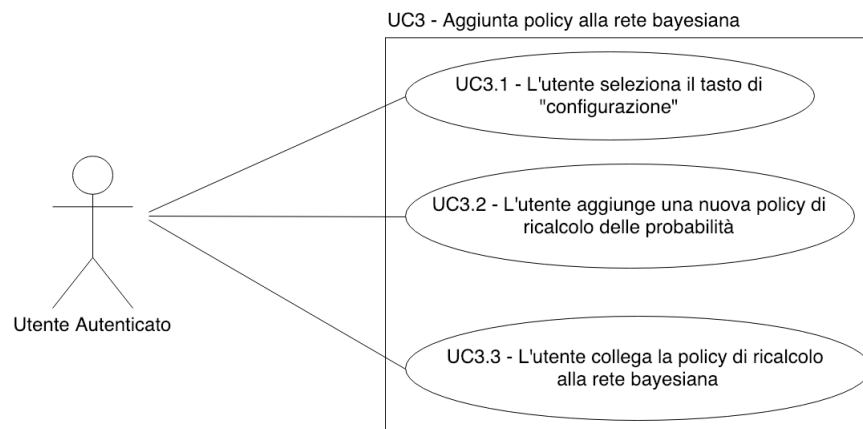 UC3 - Aggiunta policy alla rete bayesiana
UC3.1 - L'utente seleziona il tasto di
"configurazione"
UC3.2 - L'utente aggiunge una nuova policy di
ricalcolo delle probabilità
Utente Autenticato
UC3.3 - L'utente collega la policy di ricalcolo
alla rete bayesiana